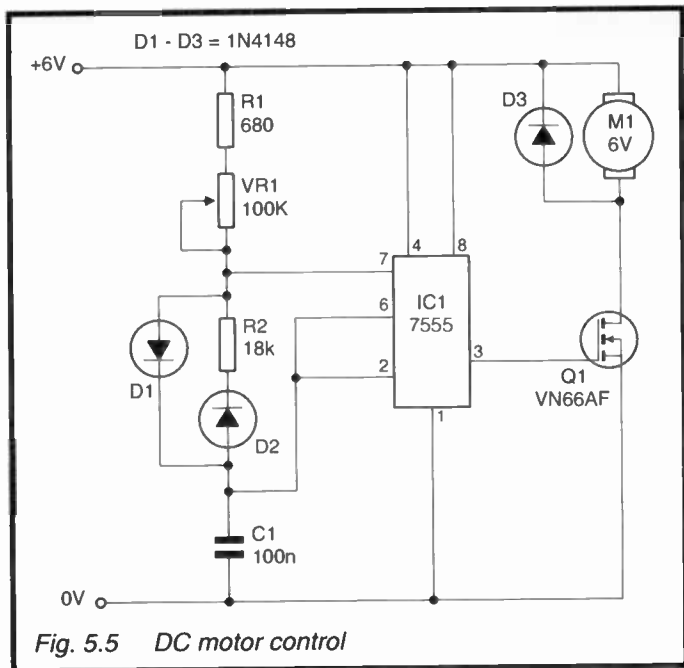 D1 - D3 = 1N4148
+6V
R1
680
D3
M1
6V
VR1
100K
7
4
8
6
IC1
7555
R2
18k
2
3
D1
Q1
VN66AF
D2
1
C1
100n
0V
Fig. 5.5 DC motor control